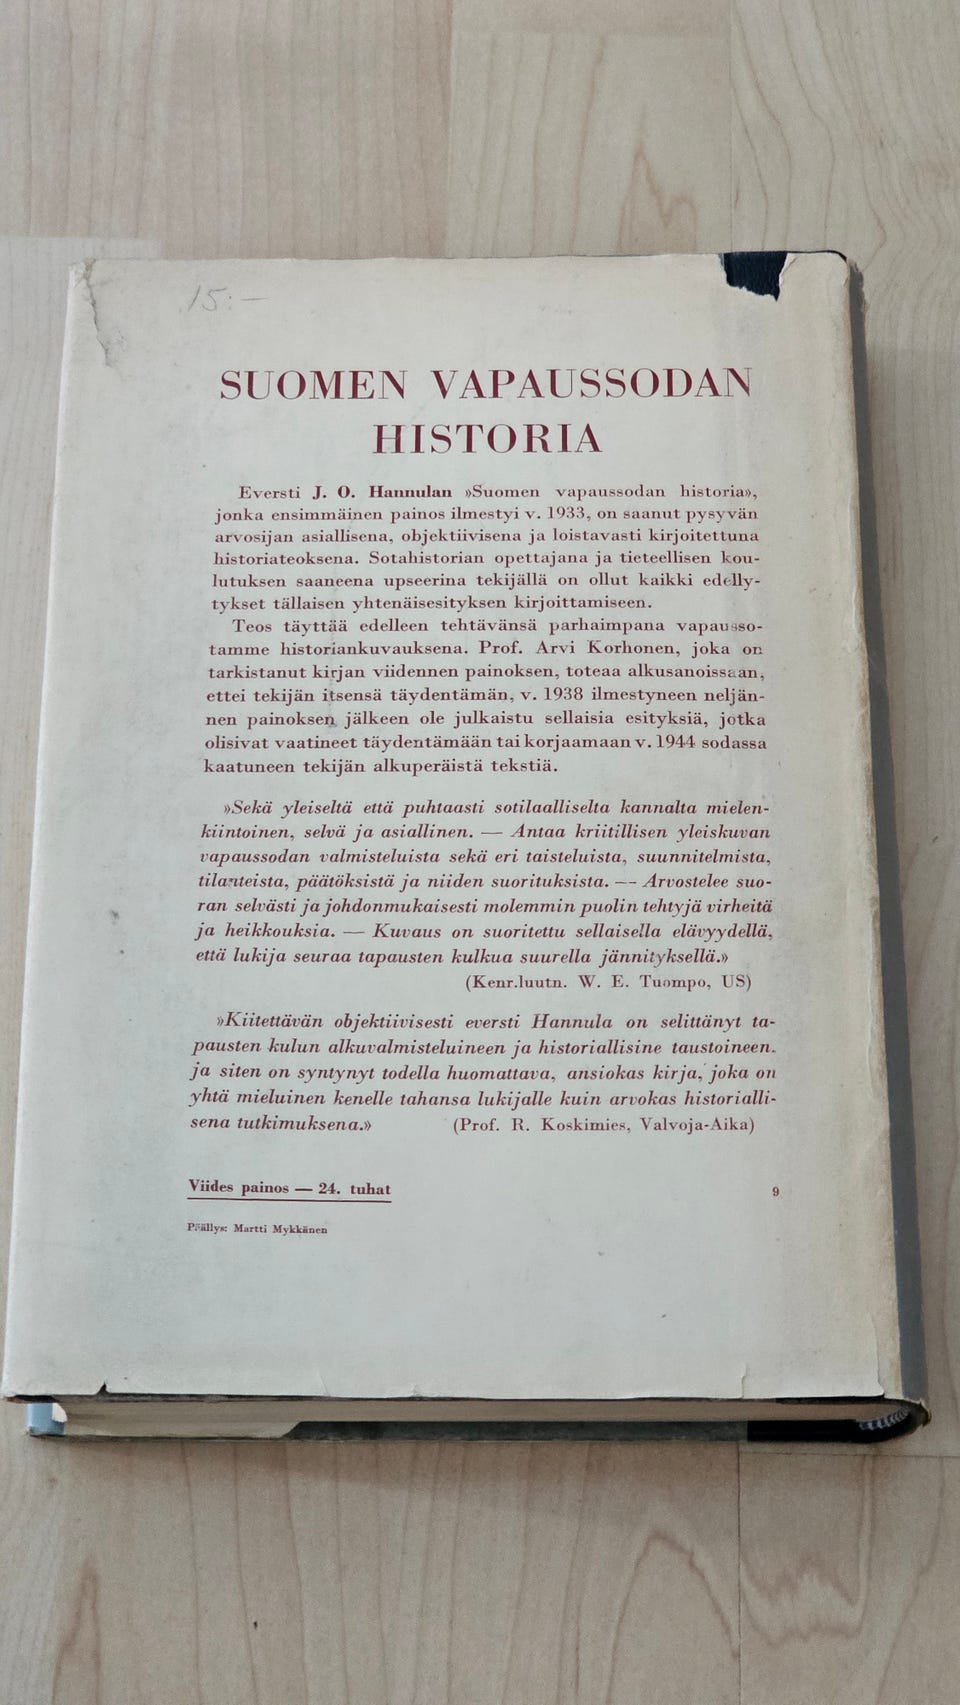 15:-
SUOMEN VAPAUSSODAN
HISTORIA
Eversti J. O. Hannulan »Suomen vapaussodan historia»,
jonka ensimmäinen painos ilmestyi v. 1933, on saanut pysyvän
arvosijan asiallisena, objektiivisena ja loistavasti kirjoitettuna
historiateoksena. Sotahistorian opettajana ja tieteellisen kou-
lutuksen saaneena upseerina tekijällä on ollut kaikki edelly-
tykset tällaisen yhtenäisesityksen kirjoittamiseen.
Teos täyttää edelleen tehtävänsä parhaimpana vapausso-
tamme historiankuvauksena. Prof. Arvi Korhonen, joka on
tarkistanut kirjan viidennen painoksen, toteaa alkusanoissaan,
ettei tekijän itsensä täydentämän, v. 1938 ilmestyneen neljän-
nen painoksen jälkeen ole julkaistu sellaisia esityksiä, jotka
olisivat vaatineet täydentämään tai korjaamaan v. 1944 sodassa
kaatuneen tekijän alkuperäistä tekstiä.
»Sekä yleiseltä että puhtaasti sotilaalliselta kannalta mielen-
kiintoinen, selvä ja asiallinen. — Antaa kriitillisen yleiskuvan
vapaussodan valmisteluista sekä eri taisteluista, suunnitelmista,
tilanteista, päätöksistä ja niiden suorituksista. — Arvostelee suo-
ran selvästi ja johdonmukaisesti molemmin puolin tehtyjä virheitä
ja heikkouksia. — Kuvaus on suoritettu sellaisella elävyydellä,
että lukija seuraa tapausten kulkua suurella jännityksellä.»
(Kenr.luutn. W. E. Tuompo, US)
»Kiitettävän objektiivisesti eversti Hannula on selittänyt ta-
pausten kulun alkuvalmisteluineen ja historiallisine taustoineen.
ja siten on syntynyt todella huomattava, ansiokas kirja, joka on
yhtä mieluinen kenelle tahansa lukijalle kuin arvokas historialli-
sena tutkimuksena.» (Prof. R. Koskimies, Valvoja-Aika)
Viides painos — 24. tuhat 9
Päällys: Martti Mykkänen